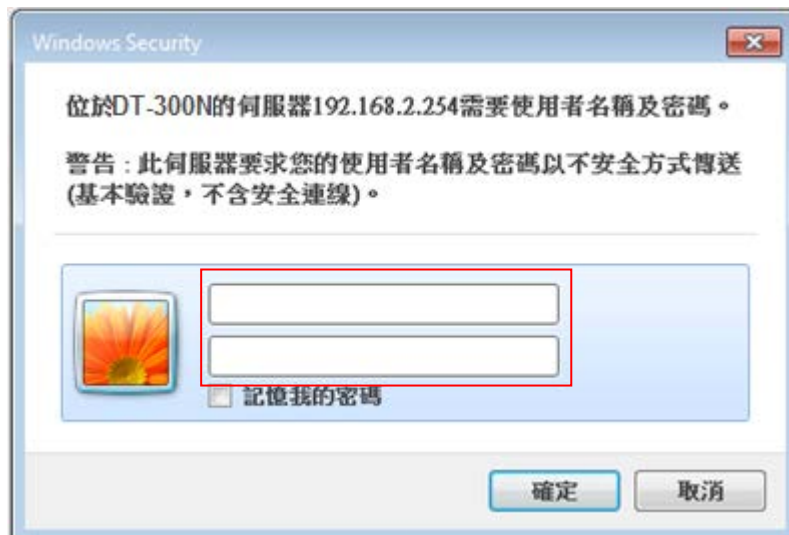 Windows Security
位於DT-300N的伺服器192.168.2.254需要使用者名稱及密碼。
警告：此伺服器要求您的使用者名稱及密碼以不安全方式傳送
(基本驗證，不含安全連線)。
記憶我的密碼
確定
取消